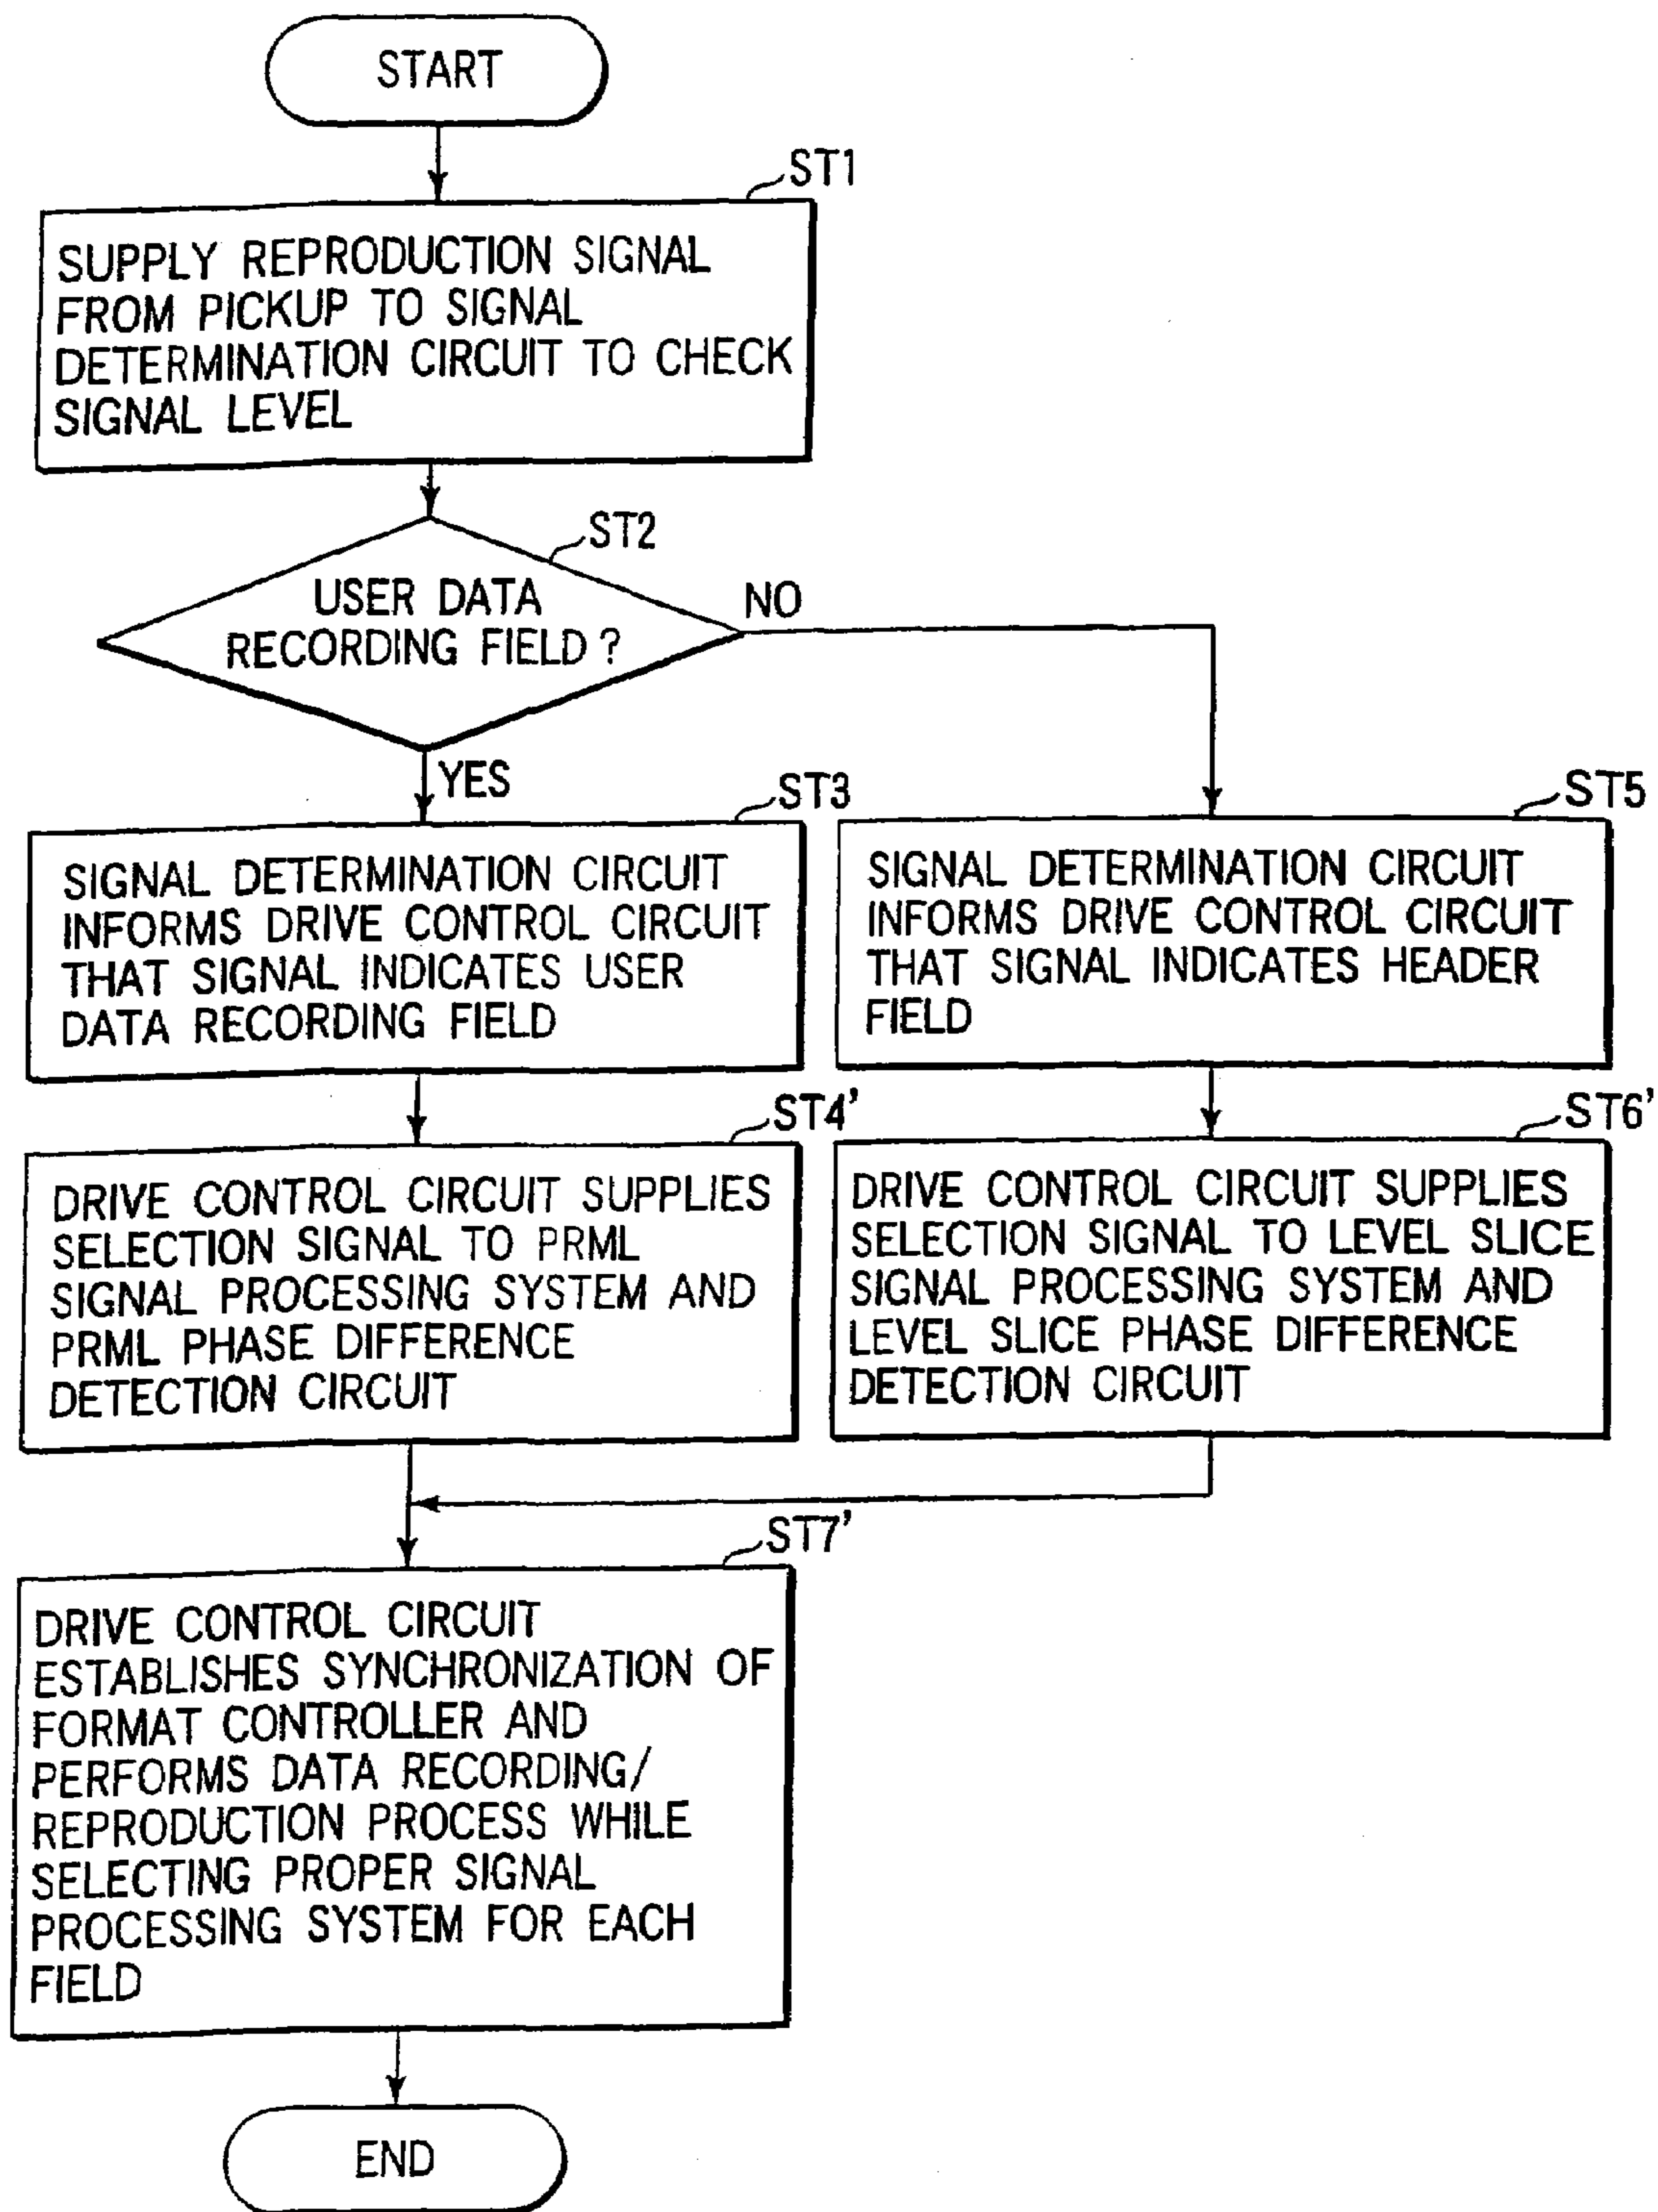 START
ST1
SUPPLY REPRODUCTION SIGNAL
FROM PICKUP TO SIGNAL
DETERMINATION CIRCUIT TO CHECK
SIGNAL LEVEL
ST2
USER DATA
RECORDING FIELD?
NO
YES
ST3
SIGNAL DETERMINATION CIRCUIT
INFORMS DRIVE CONTROL CIRCUIT
THAT SIGNAL INDICATES USER
DATA RECORDING FIELD
ST5
SIGNAL DETERMINATION CIRCUIT
INFORMS DRIVE CONTROL CIRCUIT
THAT SIGNAL INDICATES HEADER
FIELD
ST4'
DRIVE CONTROL CIRCUIT SUPPLIES
SELECTION SIGNAL TO PRML
SIGNAL PROCESSING SYSTEM AND
PRML PHASE DIFFERENCE
DETECTION CIRCUIT
ST6'
DRIVE CONTROL CIRCUIT SUPPLIES
SELECTION SIGNAL TO LEVEL SLICE
SIGNAL PROCESSING SYSTEM AND
LEVEL SLICE PHASE DIFFERENCE
DETECTION CIRCUIT
ST7'
DRIVE CONTROL CIRCUIT
ESTABLISHES SYNCHRONIZATION OF
FORMAT CONTROLLER AND
PERFORMS DATA RECORDING/
REPRODUCTION PROCESS WHILE
SELECTING PROPER SIGNAL
PROCESSING SYSTEM FOR EACH
FIELD
END